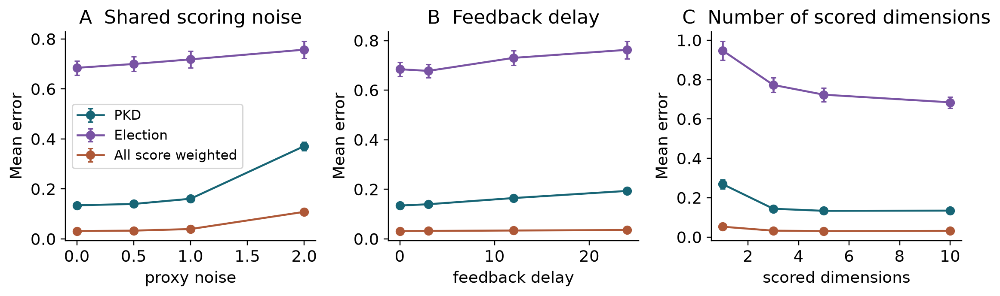 A  Shared scoring noise
Mean error
0.8
0.6
0.4
0.2
0.0
PKD
Election
All score weighted
0.0 0.5 1.0 1.5 2.0
proxy noise
B  Feedback delay
Mean error
0.8
0.6
0.4
0.2
0.0
0 10 20
feedback delay
C  Number of scored dimensions
Mean error
1.0
0.8
0.6
0.4
0.2
0.0
2 4 6 8 10
scored dimensions